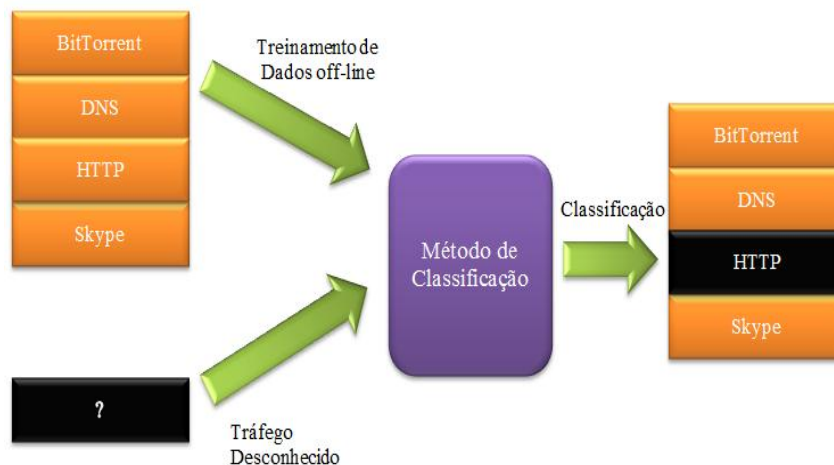 BitTorrent
DNS
HTTP
Skype
Treinamento de
Dados off-line
?
Tráfego
Desconhecido
Método de
Classificação
Classificação
BitTorrent
DNS
HTTP
Skype